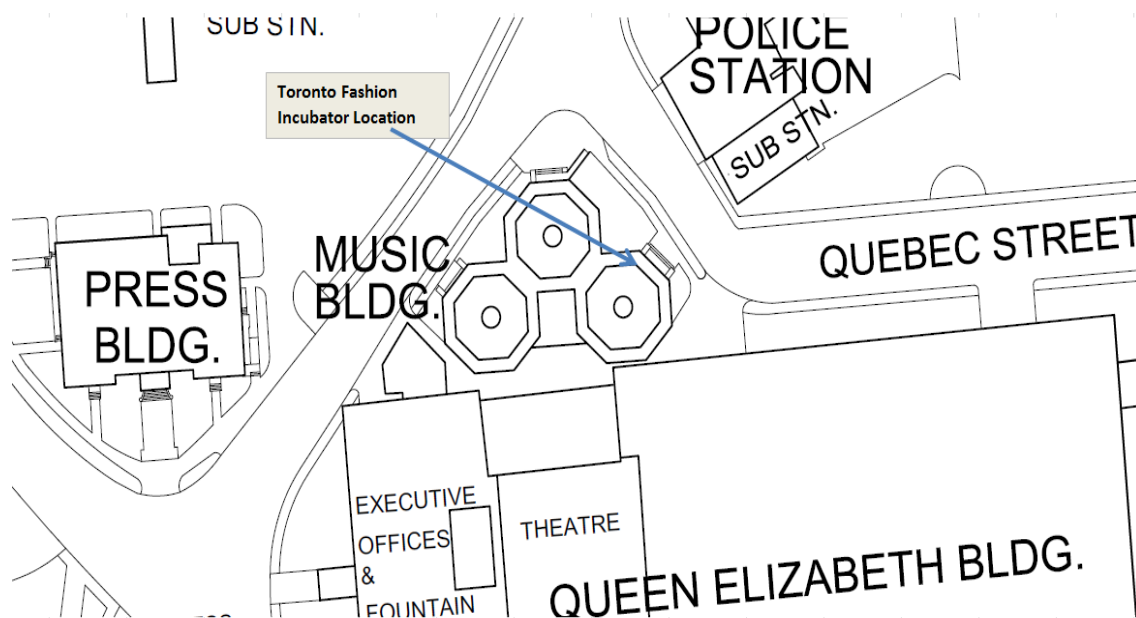 SUB STN.
POLICE
STATION
Toronto Fashion
Incubator Location
SUB STN.
MUSIC
BLDG.
QUEBEC STREET
PRESS
BLDG.
EXECUTIVE
OFFICES
&
FOUNTAIN
THEATRE
QUEEN ELIZABETH BLDG.